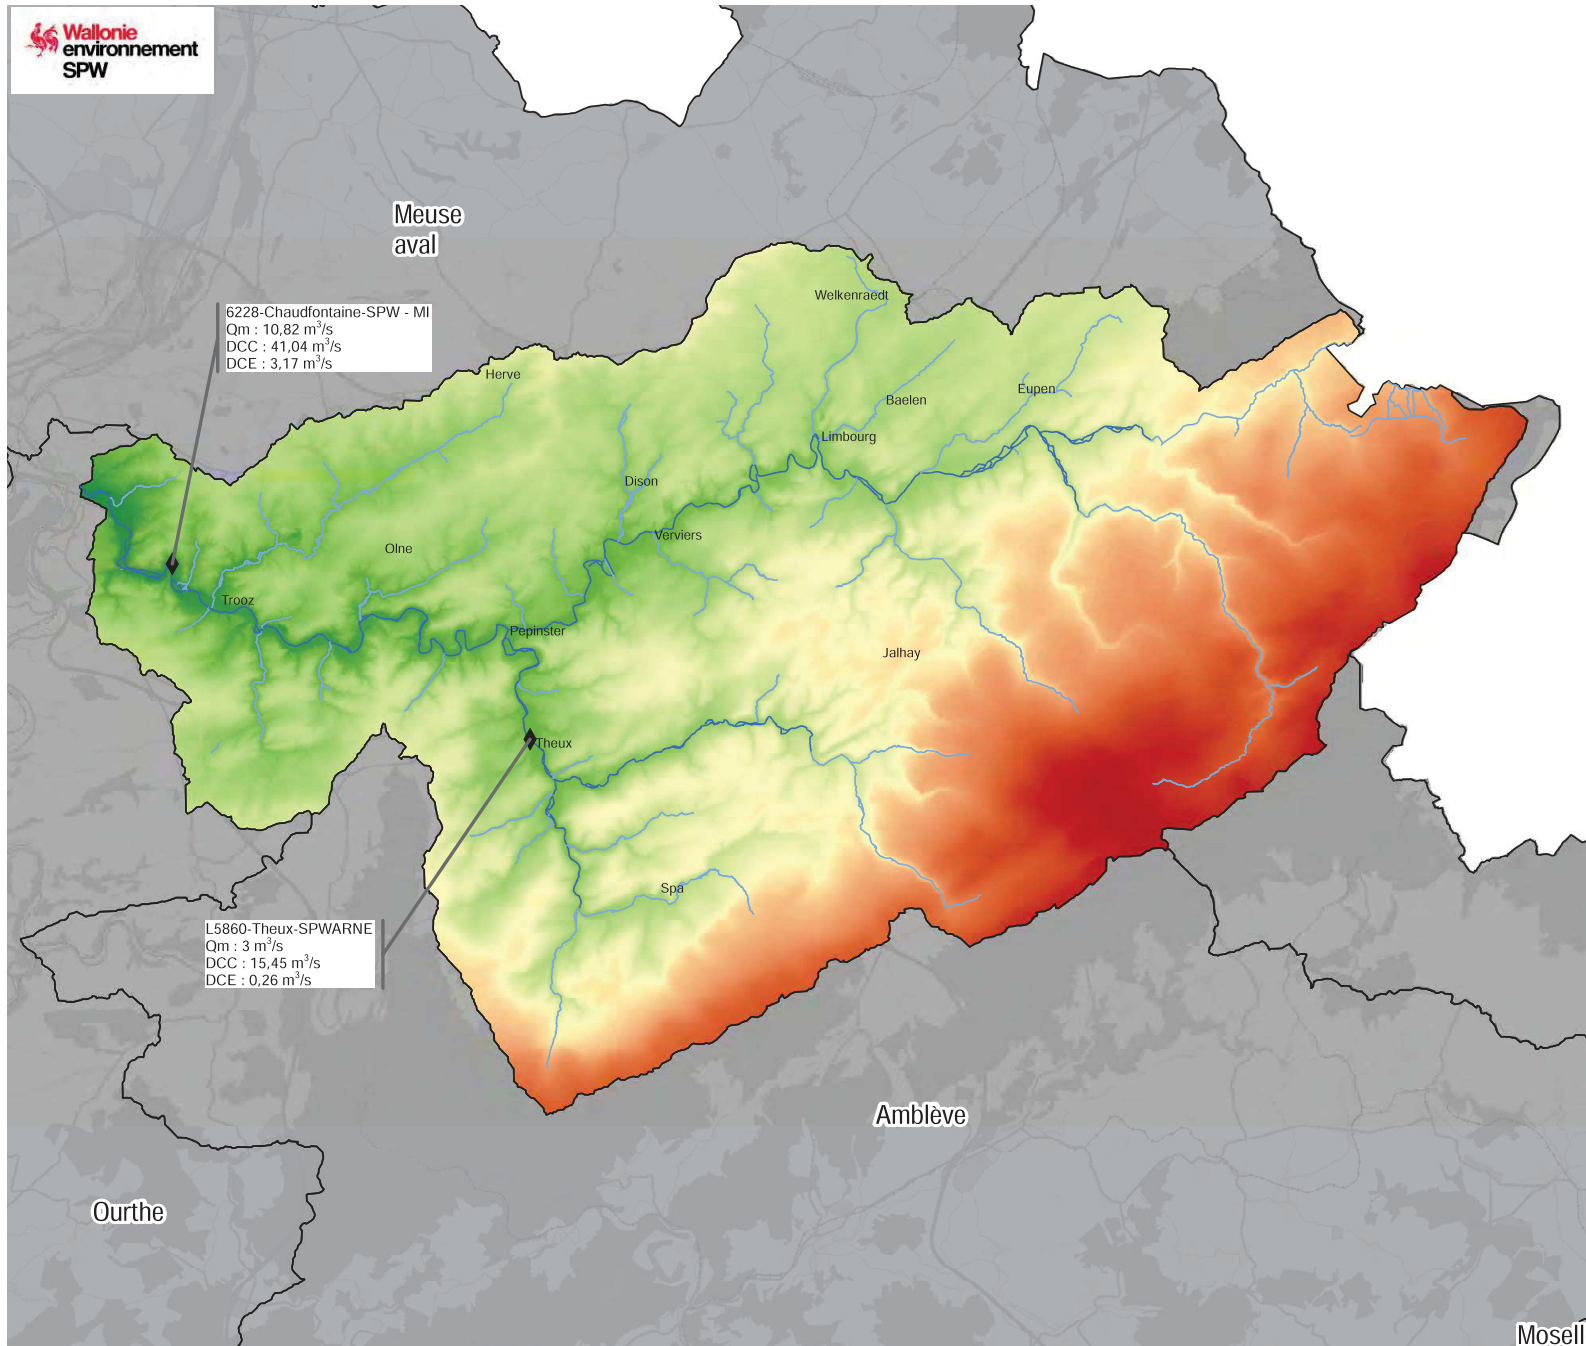 Wallonie
environnement
SPW
Meuse
aval
Welkenraedt
6228-Chaudfontaine-SPW - MI
Qm : 10,82 m³/s
DCC : 41,04 m³/s
DCE : 3,17 m³/s
Herve
Eupen
Baelen
Limbourg
Dison
Verviers
Olne
Trooz
Pepinster
Jalhay
Theux
Spa
L5860-Theux-SPWARNE
Qm : 3 m³/s
DCC : 15,45 m³/s
DCE : 0,26 m³/s
Amblève
Ourthe
Mosell